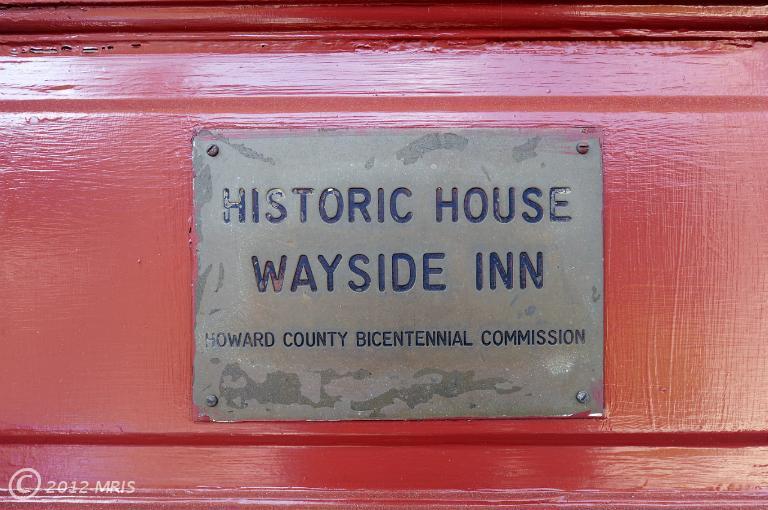 HISTORIC HOUSE
WAYSIDE INN
HOWARD COUNTY BICENTENNIAL COMMISSION
© 2012 MRIS